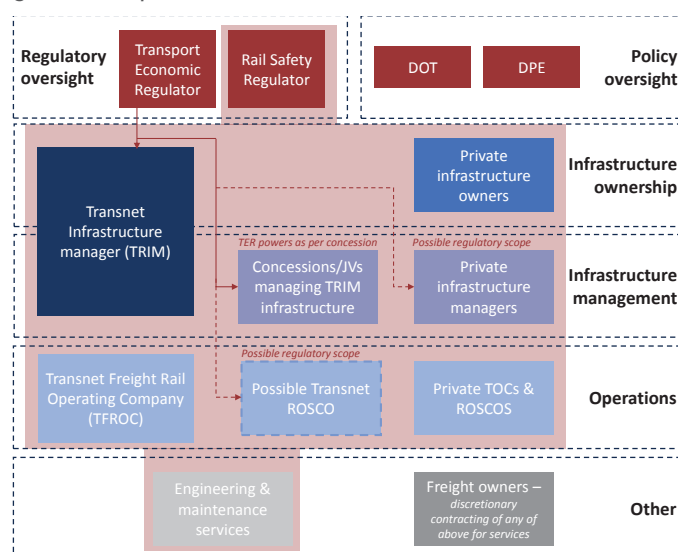 Regulatory
oversight
Transport
Economic
Regulator
Rail Safety
Regulator
DOT
DPE
Policy
oversight
Transnet
Infrastructure
manager (TRIM)
Private
infrastructure
owners
Infrastructure
ownership
TER powers as per concession
Concessions/JVs
managing TRIM
infrastructure
Possible regulatory scope
Private
infrastructure
managers
Infrastructure
management
Transnet Freight Rail
Operating Company
(TFROC)
Possible regulatory scope
Possible Transnet
ROSCO
Private TOCs &
ROSCOS
Operations
Engineering &
maintenance
services
Freight owners –
discretionary
contracting of any of
above for services
Other